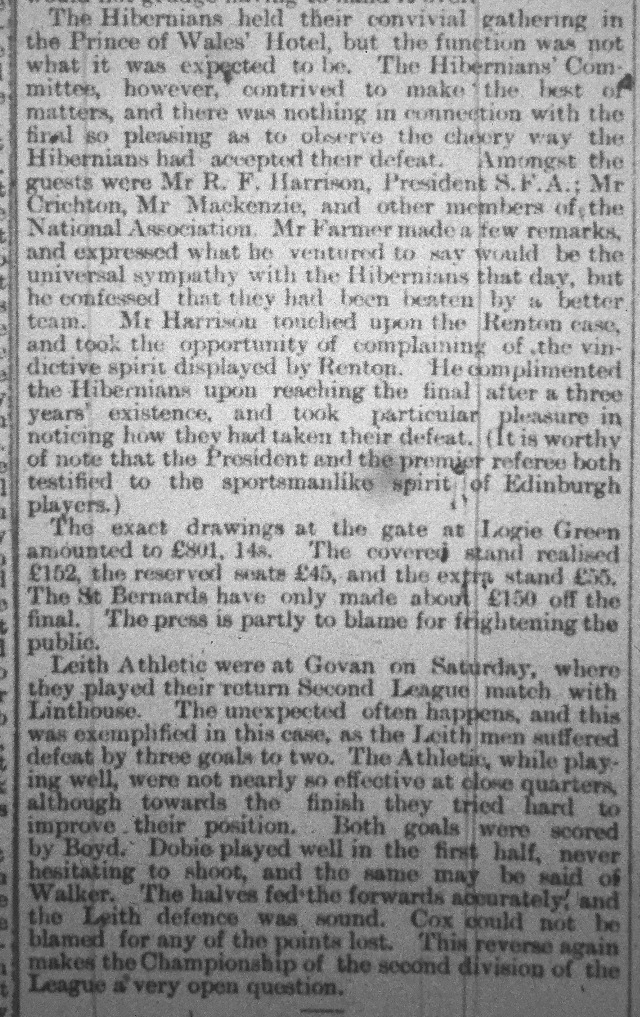 The Hibernians held their convivial gathering in
the Prince of Wales' Hotel, but the function was not
what it was expected to be. The Hibernians' Com-
mittee, however, contrived to make the best of
matters, and there was nothing in connection with the
final so pleasing as to observe the cheery way the
Hibernians had accepted their defeat. Amongst the
guests were Mr R. F. Harrison, President S.F.A.; Mr
Crichton, Mr Mackenzie, and other members of the
National Association. Mr Farmer made a few remarks,
and expressed what he ventured to say would be the
universal sympathy with the Hibernians that day, but
he confessed that they had been beaten by a better
team. Mr Harrison touched upon the Renton case,
and took the opportunity of complaining of the vin-
dictive spirit displayed by Renton. He complimented
the Hibernians upon reaching the final after a three
years' existence, and took particular pleasure in
noticing how they had taken their defeat. (It is worthy
of note that the President and the premier referee both
testified to the sportsmanlike spirit of Edinburgh
players.)
The exact drawings at the gate at Logie Green
amounted to £801, 14s. The covered stand realised
£152, the reserved seats £45, and the extra stand £55.
The St Bernards have only made about £150 off the
final. The press is partly to blame for frightening the
public.
Leith Athletic were at Govan on Saturday, where
they played their return Second League match with
Linthouse. The unexpected often happens, and this
was exemplified in this case, as the Leith men suffered
defeat by three goals to two. The Athletic, while play-
ing well, were not nearly so effective at close quarters,
although towards the finish they tried hard to
improve their position. Both goals were scored
by Boyd. Dobie played well in the first half, never
hesitating to shoot, and the same may be said of
Walker. The halves fed the forwards accurately, and
the Leith defence was sound. Cox could not be
blamed for any of the points lost. This reverse again
makes the Championship of the second division of the
League a very open question.